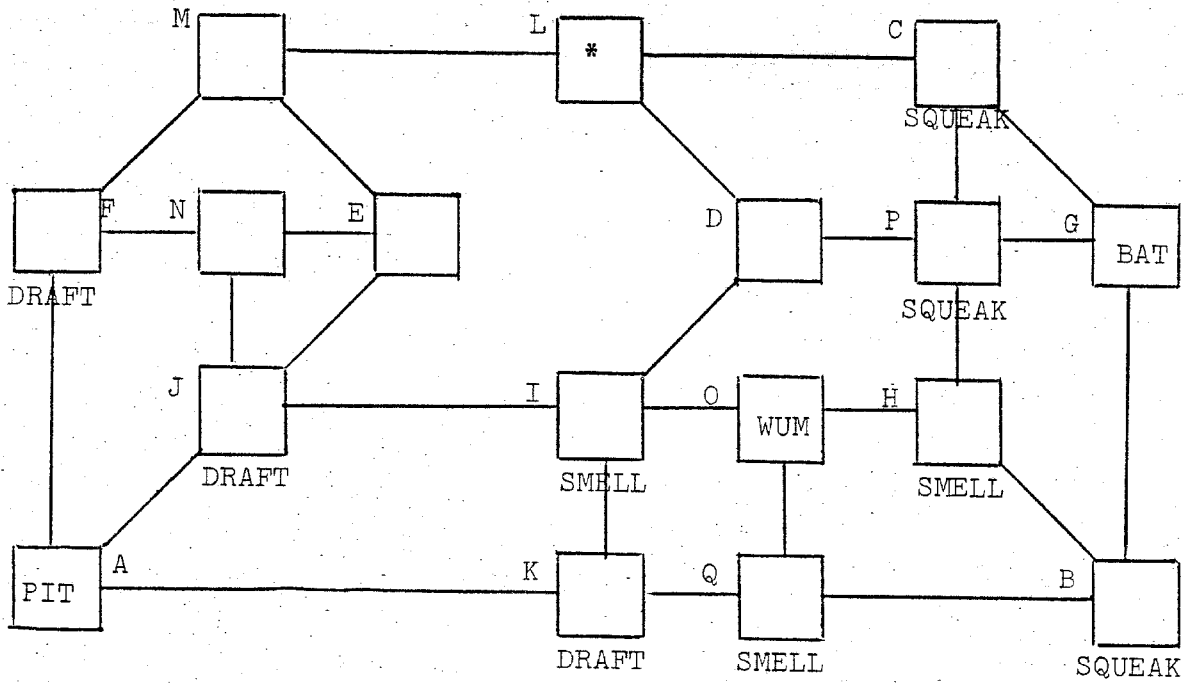 M L C
*
SQUEAK
F N E D P G
BAT
DRAFT SQUEAK
J I O H
WUM
DRAFT SMELL SMELL
A K Q B
PIT
DRAFT SMELL SQUEAK